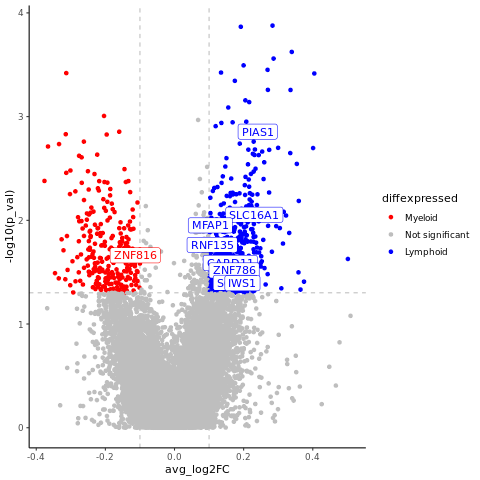 4
3
2
1
0
-log10(p_val)
PIAS1
SLC16A1
MFAP1
RNF135
ZNF816
ZNF786
IWS1
-0.4
-0.2
0.0
0.2
0.4
avg_log2FC
diffexpressed
Myeloid
Not significant
Lymphoid